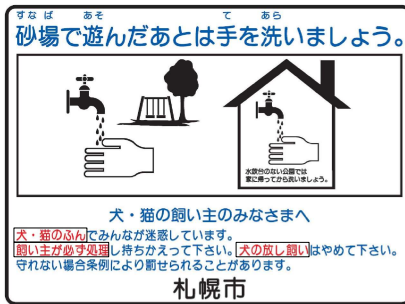 すなば あそ て あら
砂場で遊んだあとは手を洗いましょう。
水飲台のない公園では
家に帰ってから洗いましょう。
犬・猫の飼い主のみなさまへ
犬・猫のふんでみんなが迷惑しています。
飼い主が必ず処理し持ちかえって下さい。犬の放し飼いはやめて下さい。
守れない場合条例により罰せられることがあります。
札幌市